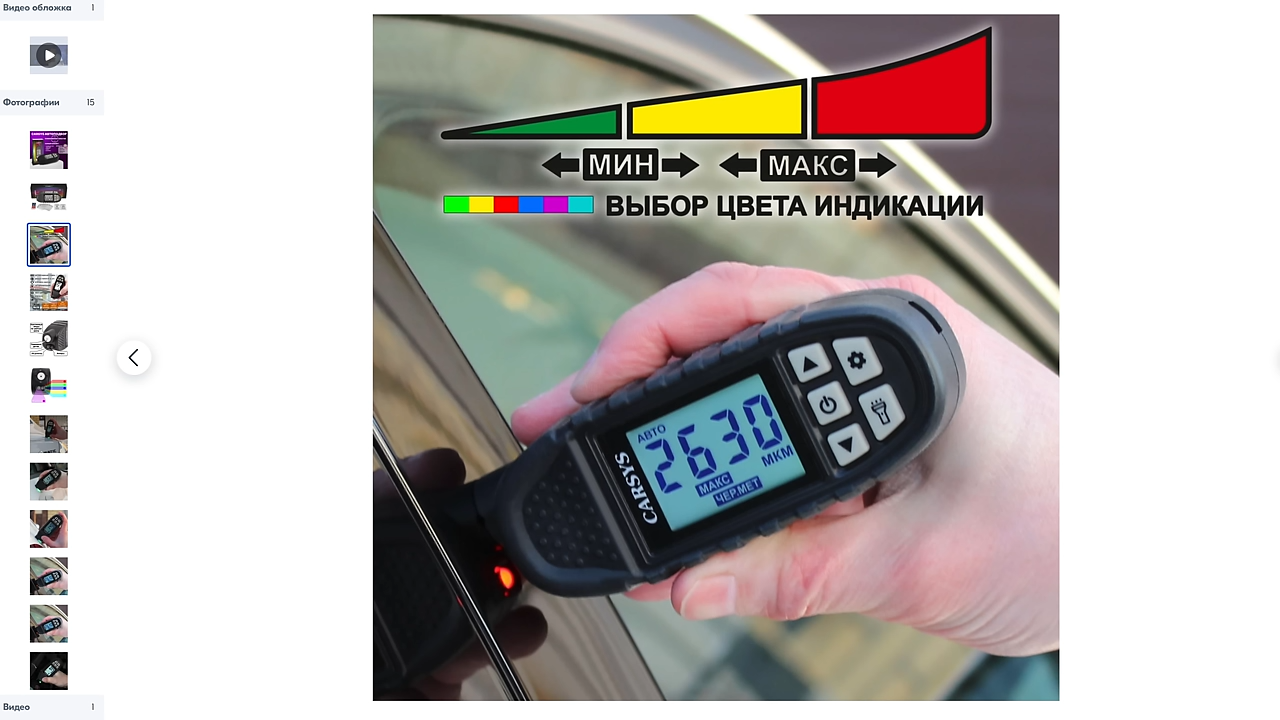 Видео обложка 1
Фотографии 15
МИН
МАКС
ВЫБОР ЦВЕТА ИНДИКАЦИИ
АВТО
2630
МКМ
МАКС
ЧЕР.МЕТ
CARSYS
Видео 1